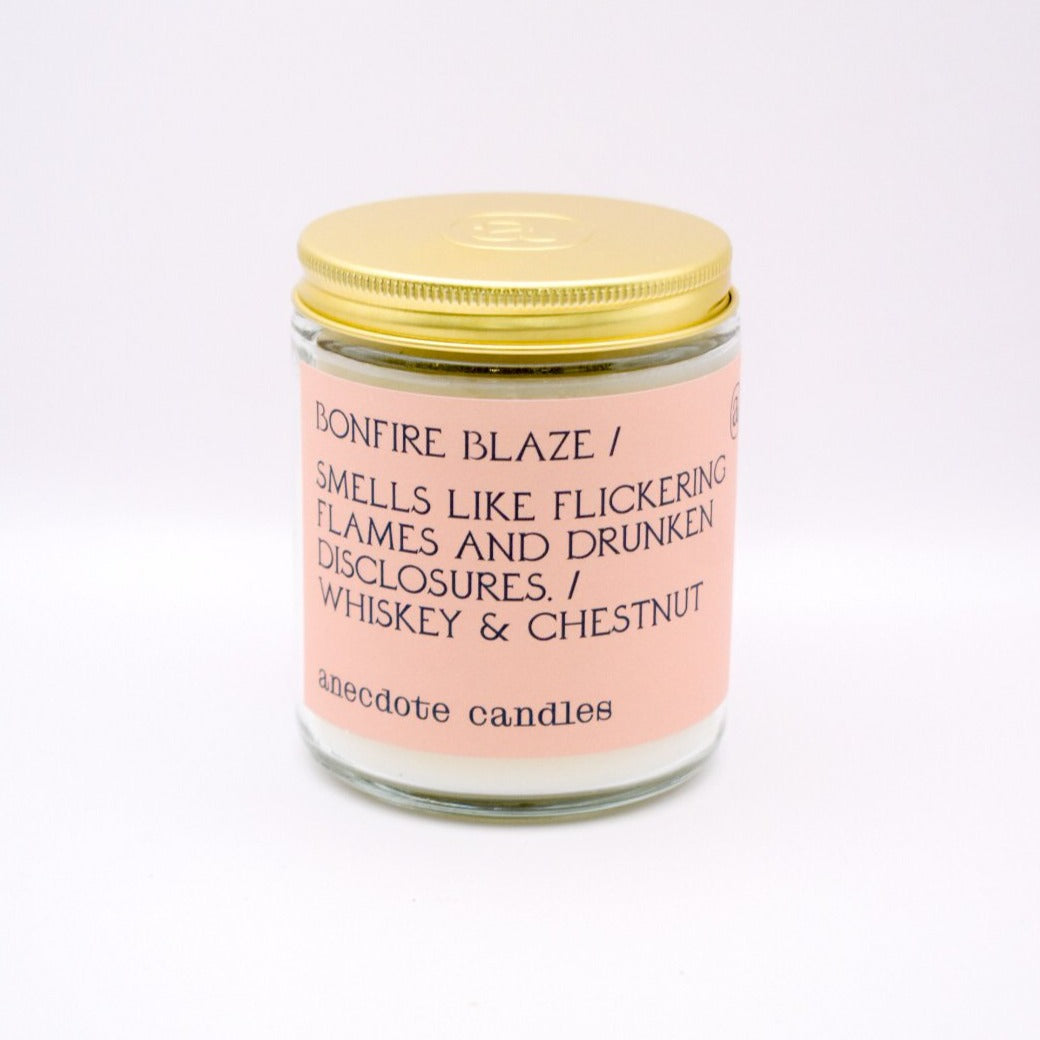 BONFIRE BLAZE /
SMELLS LIKE FLICKERING
FLAMES AND DRUNKEN
DISCLOSURES. /
WHISKEY & CHESTNUT
anecdote candles
a
a